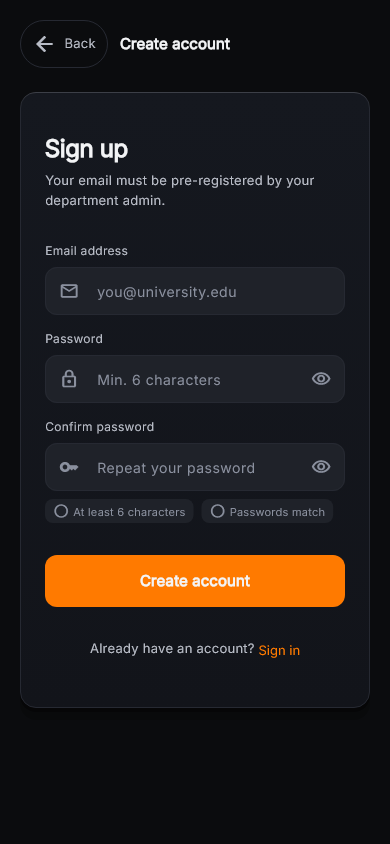 Back
Create account
Sign up
Your email must be pre-registered by your
department admin.
Email address
you@university.edu
Password
Min. 6 characters
Confirm password
Repeat your password
At least 6 characters
Passwords match
Create account
Already have an account? Sign in